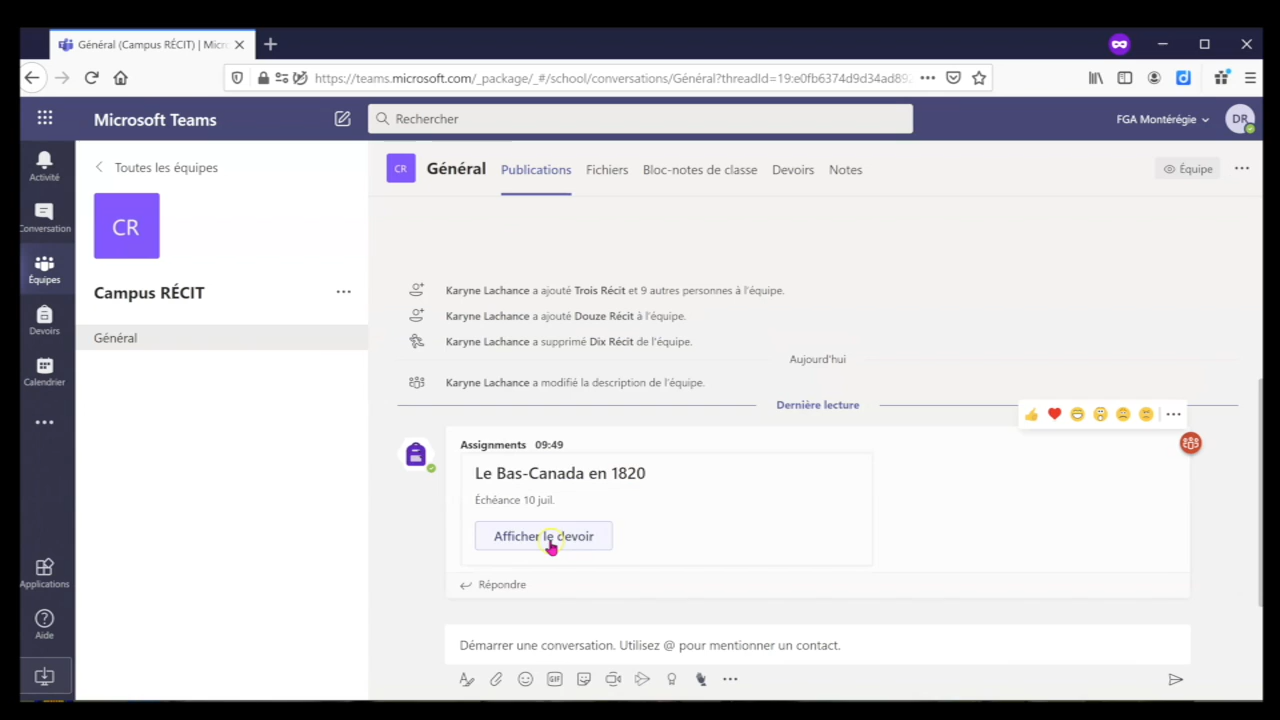 Général (Campus RÉCIT) | Micr
https://teams.microsoft.com/_package/_#/school/conversations/Général?threadId=19:e0fb6374d9d34ad89
Microsoft Teams
Rechercher
FGA Montérégie
DR
Activité
Conversation
Équipes
Devoirs
Calendrier
Applications
Aide
Toutes les équipes
CR
Campus RÉCIT
Général
CR
Général
Publications
Fichiers
Bloc-notes de classe
Devoirs
Notes
Équipe
Karyne Lachance a ajouté Trois Récit et 9 autres personnes à l'équipe.
Karyne Lachance a ajouté Douze Récit à l'équipe.
Karyne Lachance a supprimé Dix Récit de l'équipe.
Aujourd'hui
Karyne Lachance a modifié la description de l'équipe.
Dernière lecture
Assignments 09:49
Le Bas-Canada en 1820
Échéance 10 juil.
Afficher le devoir
Répondre
Démarrer une conversation. Utilisez @ pour mentionner un contact.
GIF